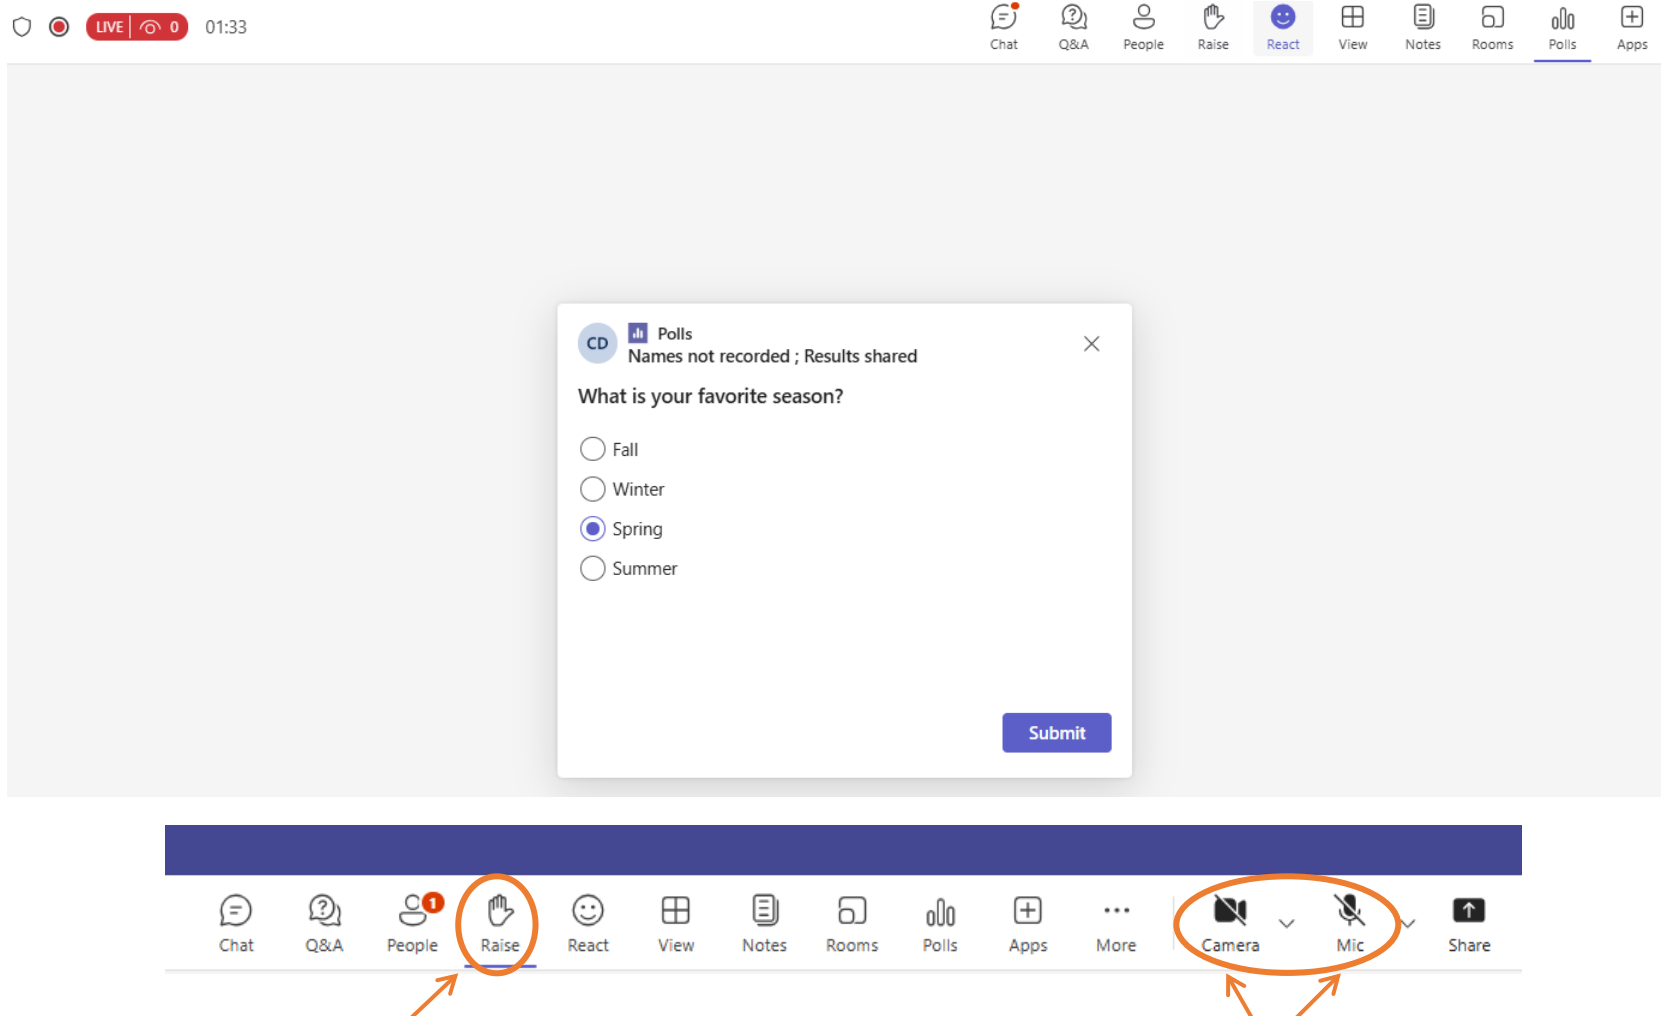 LIVE 0 01:33
Chat Q&A People Raise React View Notes Rooms Polls Apps
CD Polls
Names not recorded ; Results shared
What is your favorite season?
Fall
Winter
Spring
Summer
Submit
1
Chat Q&A People Raise React View Notes Rooms Polls Apps More Camera Mic Share